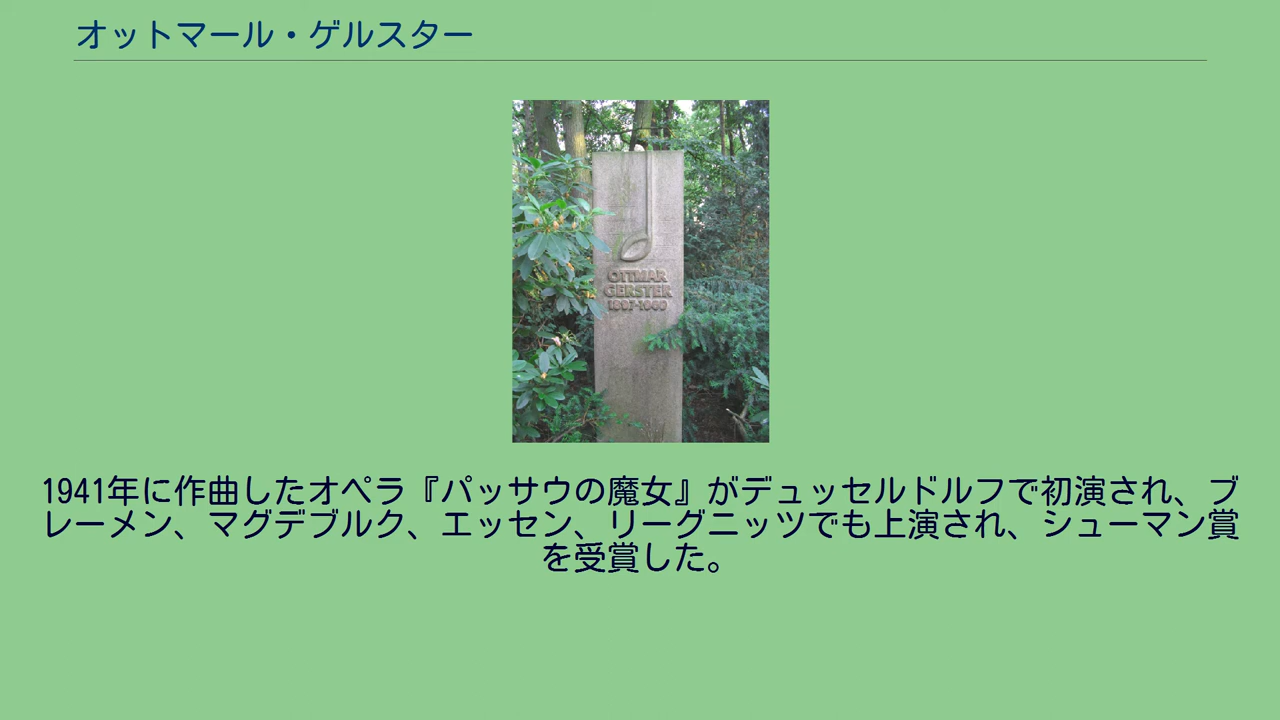 オットマール・ゲルスター
OTTMAR
GERSTER
1897-1969
1941年に作曲したオペラ『パッサウの魔女』がデュッセルドルフで初演され、ブ
レーメン、マグデブルク、エッセン、リーグニッツでも上演され、シューマン賞
を受賞した。